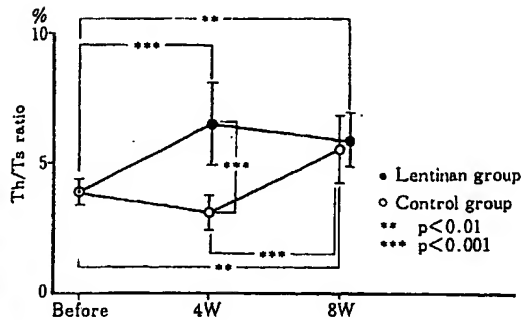 %
**
10
***
Th/Ts ratio
***
5
● Lentinan group
○ Control group
** p<0.01
*** p<0.001
***
**
0
Before 4W 8W